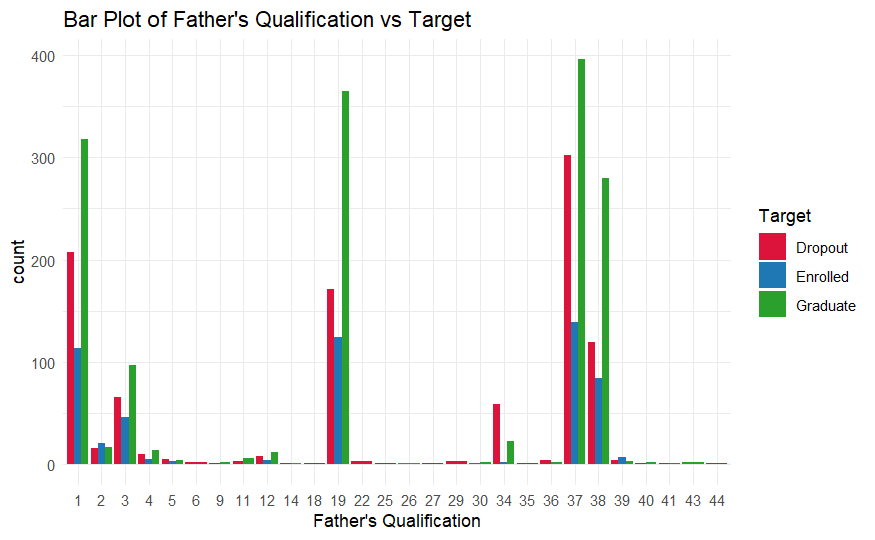 Bar Plot of Father's Qualification vs Target
400
300
200
100
0
count
1 2 3 4 5 6 9 11 12 14 18 19 22 25 26 27 29 30 34 35 36 37 38 39 40 41 43 44
Father's Qualification
Target
Dropout
Enrolled
Graduate